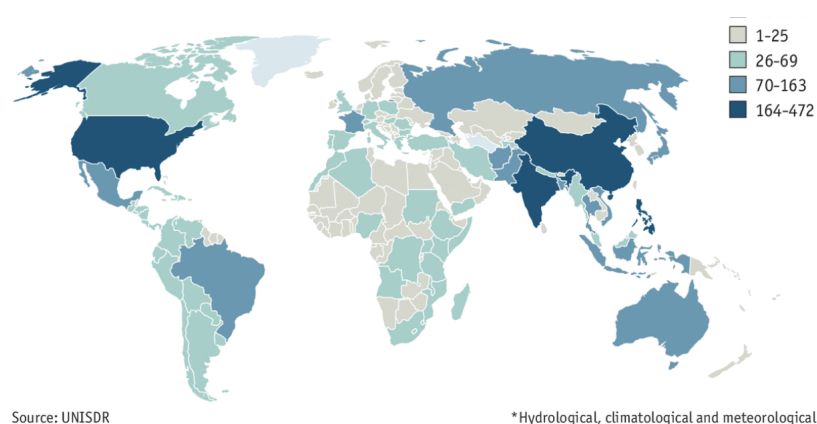 1-25
26-69
70-163
164-472
Source: UNISDR
*Hydrological, climatological and meteorological